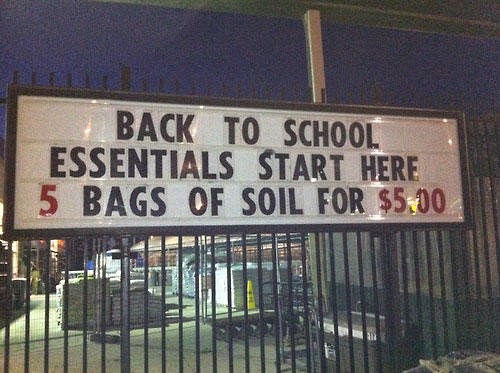 BACK TO SCHOOL
ESSENTIALS START HERE
5 BAGS OF SOIL FOR $5.00